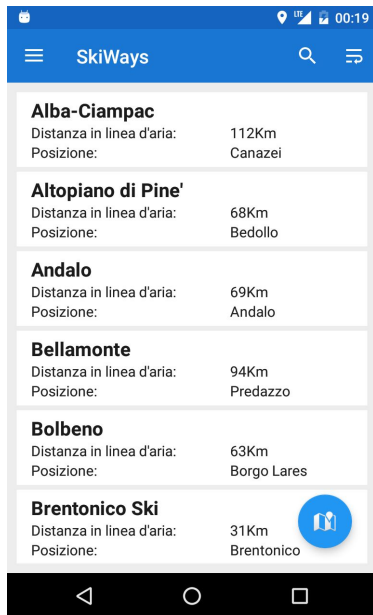 LTE 00:19
SkiWays
Alba-Ciampac
Distanza in linea d'aria: 112Km
Posizione: Canazei
Altopiano di Pine'
Distanza in linea d'aria: 68Km
Posizione: Bedollo
Andalo
Distanza in linea d'aria: 69Km
Posizione: Andalo
Bellamonte
Distanza in linea d'aria: 94Km
Posizione: Predazzo
Bolbeno
Distanza in linea d'aria: 63Km
Posizione: Borgo Lares
Brentonico Ski
Distanza in linea d'aria: 31Km
Posizione: Brentonico